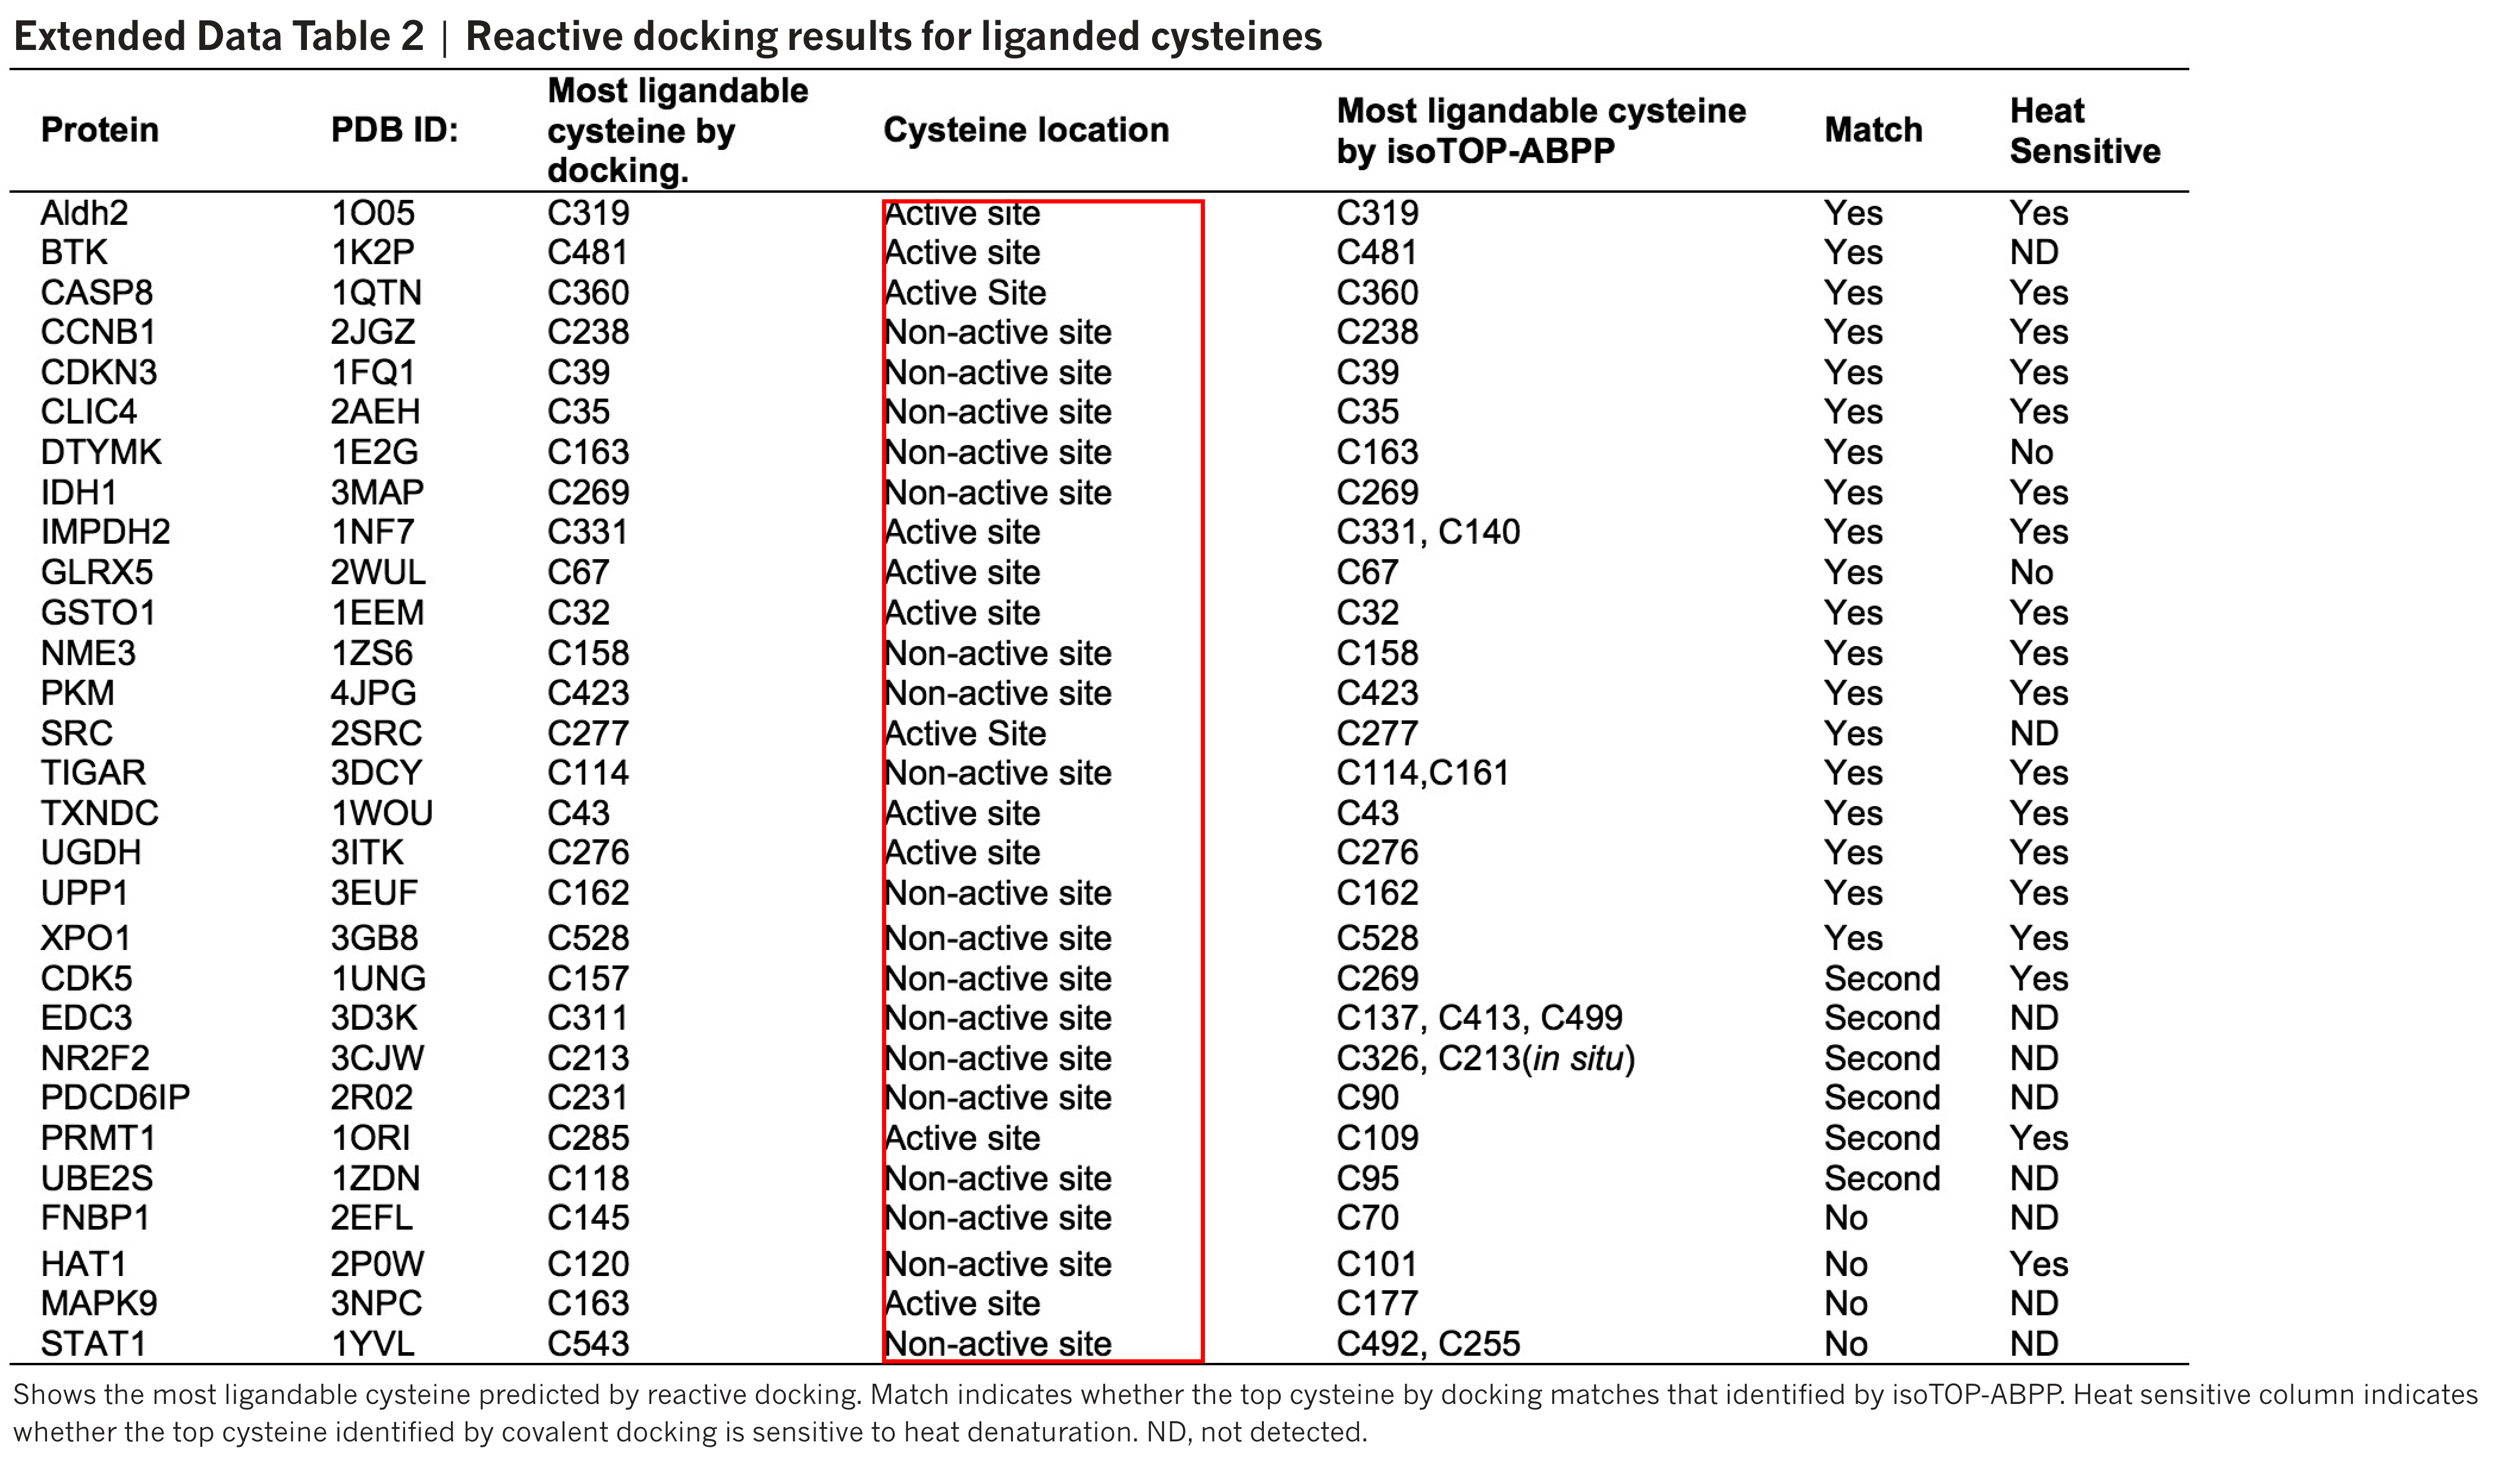 Extended Data Table 2 | Reactive docking results for liganded cysteines
Protein PDB ID: Most ligandable cysteine by docking. Cysteine location Most ligandable cysteine by isoTOP-ABPP Match Heat Sensitive
Aldh2 1O05 C319 Active site C319 Yes Yes
BTK 1K2P C481 Active site C481 Yes ND
CASP8 1QTN C360 Active Site C360 Yes Yes
CCNB1 2JGZ C238 Non-active site C238 Yes Yes
CDKN3 1FQ1 C39 Non-active site C39 Yes Yes
CLIC4 2AEH C35 Non-active site C35 Yes Yes
DTYMK 1E2G C163 Non-active site C163 Yes No
IDH1 3MAP C269 Non-active site C269 Yes Yes
IMPDH2 1NF7 C331 Active site C331, C140 Yes Yes
GLRX5 2WUL C67 Active site C67 Yes No
GSTO1 1EEM C32 Active site C32 Yes Yes
NME3 1ZS6 C158 Non-active site C158 Yes Yes
PKM 4JPG C423 Non-active site C423 Yes Yes
SRC 2SRC C277 Active Site C277 Yes ND
TIGAR 3DCY C114 Non-active site C114,C161 Yes Yes
TXNDC 1WOU C43 Active site C43 Yes Yes
UGDH 3ITK C276 Active site C276 Yes Yes
UPP1 3EUF C162 Non-active site C162 Yes Yes
XPO1 3GB8 C528 Non-active site C528 Yes Yes
CDK5 1UNG C157 Non-active site C269 Second Yes
EDC3 3D3K C311 Non-active site C137, C413, C499 Second ND
NR2F2 3CJW C213 Non-active site C326, C213(in situ) Second ND
PDCD6IP 2R02 C231 Non-active site C90 Second ND
PRMT1 1ORI C285 Active site C109 Second Yes
UBE2S 1ZDN C118 Non-active site C95 Second ND
FNBP1 2EFL C145 Non-active site C70 No ND
HAT1 2P0W C120 Non-active site C101 No Yes
MAPK9 3NPC C163 Active site C177 No ND
STAT1 1YVL C543 Non-active site C492, C255 No ND
Shows the most ligandable cysteine predicted by reactive docking. Match indicates whether the top cysteine by docking matches that identified by isoTOP-ABPP. Heat sensitive column indicates
whether the top cysteine identified by covalent docking is sensitive to heat denaturation. ND, not detected.